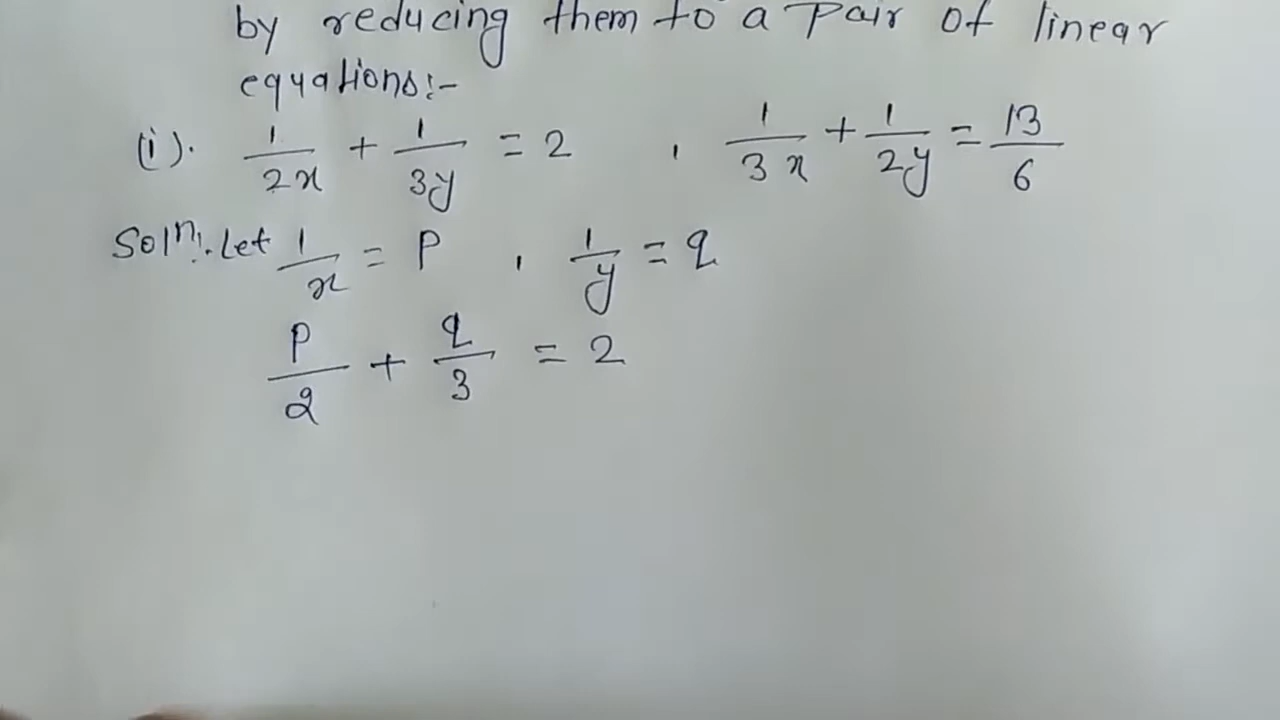 by reducing them to a pair of linear
equations:-
(i). 1/2x + 1/3y = 2 , 1/3x + 1/2y = 13/6
Solⁿ:. Let 1/x = P , 1/y = q
P/2 + q/3 = 2